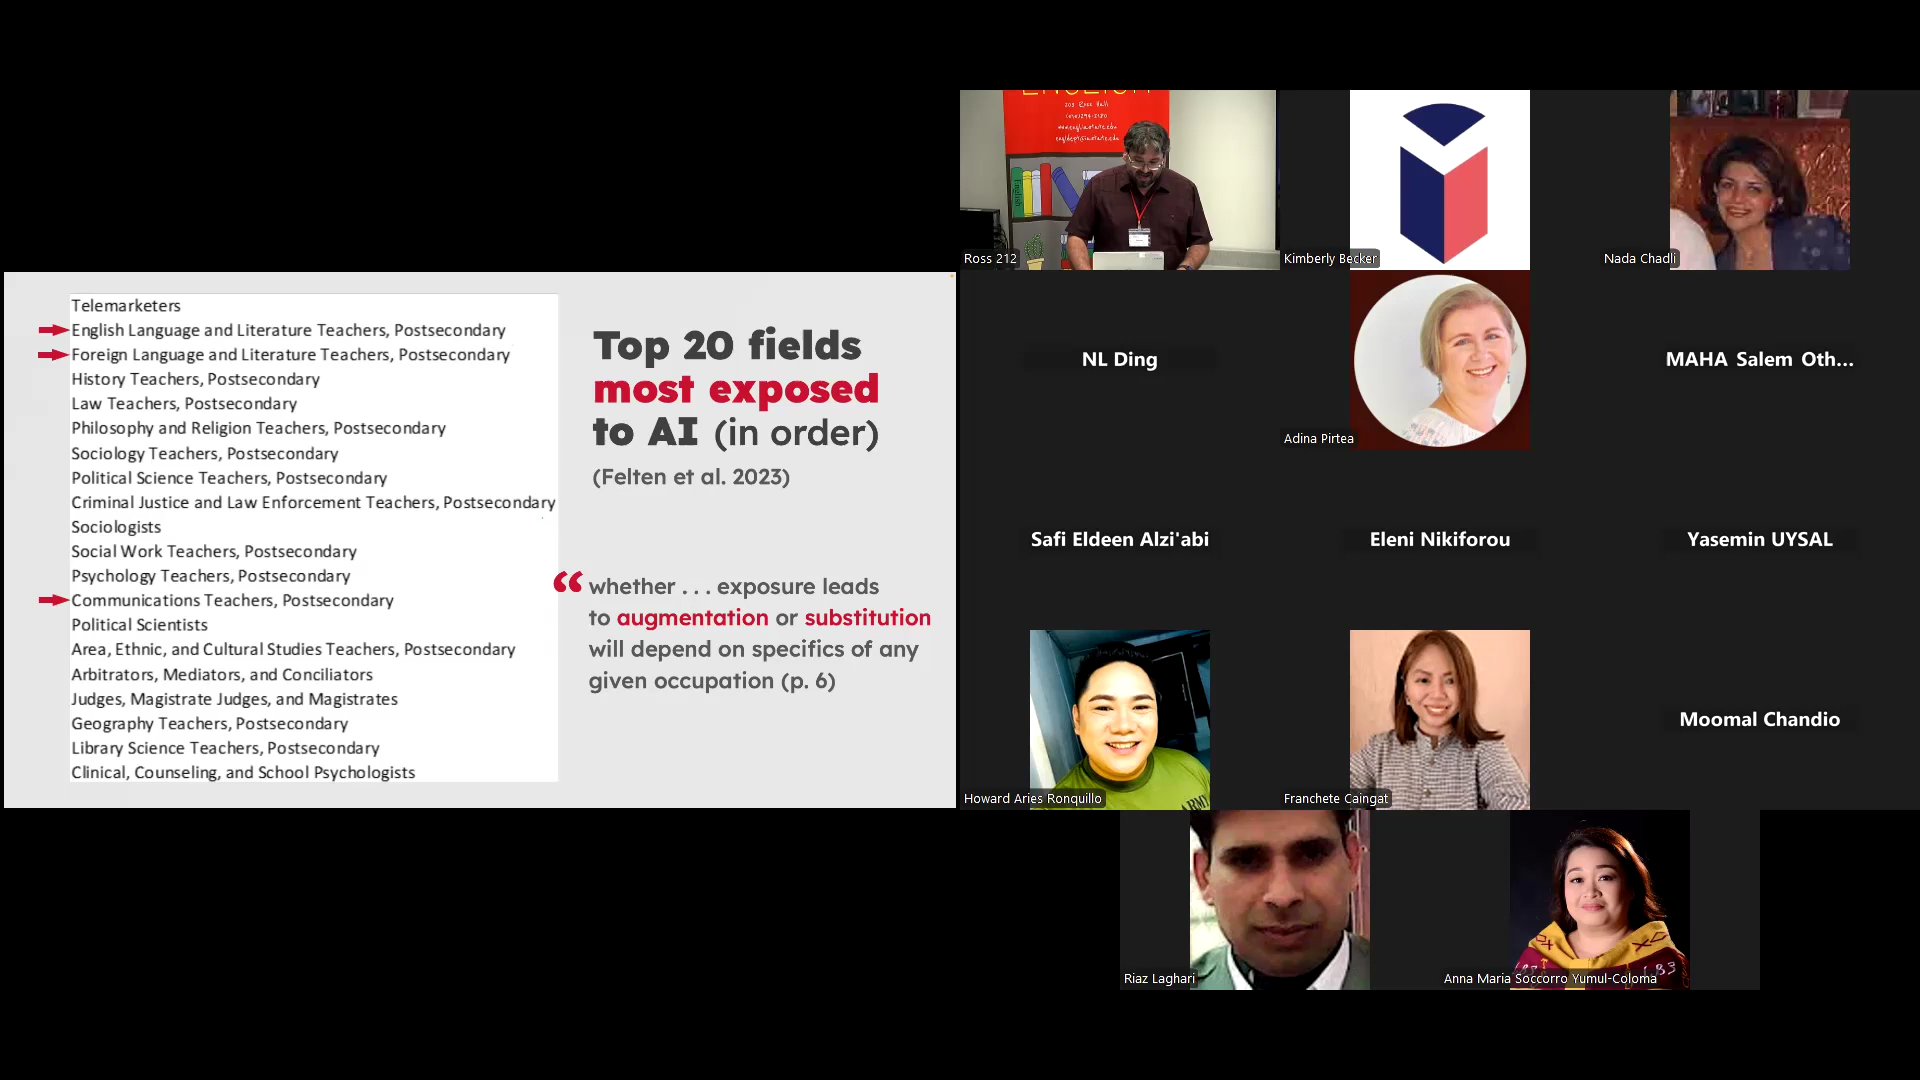 Telemarketers
English Language and Literature Teachers, Postsecondary
Foreign Language and Literature Teachers, Postsecondary
History Teachers, Postsecondary
Law Teachers, Postsecondary
Philosophy and Religion Teachers, Postsecondary
Sociology Teachers, Postsecondary
Political Science Teachers, Postsecondary
Criminal Justice and Law Enforcement Teachers, Postsecondary
Sociologists
Social Work Teachers, Postsecondary
Psychology Teachers, Postsecondary
Communications Teachers, Postsecondary
Political Scientists
Area, Ethnic, and Cultural Studies Teachers, Postsecondary
Arbitrators, Mediators, and Conciliators
Judges, Magistrate Judges, and Magistrates
Geography Teachers, Postsecondary
Library Science Teachers, Postsecondary
Clinical, Counseling, and School Psychologists
Top 20 fields
most exposed
to AI (in order)
(Felten et al. 2023)
“ whether . . . exposure leads
to augmentation or substitution
will depend on specifics of any
given occupation (p. 6)
ENGLISH
203 Ross Hall
English
Ross 212
Kimberly Becker
Nada Chadli
NL Ding
Adina Pirtea
MAHA Salem Oth...
Safi Eldeen Alzi'abi
Eleni Nikiforou
Yasemin UYSAL
ARMY
Howard Aries Ronquillo
Franchete Caingat
Moomal Chandio
Riaz Laghari
Anna Maria Soccorro Yumul-Coloma